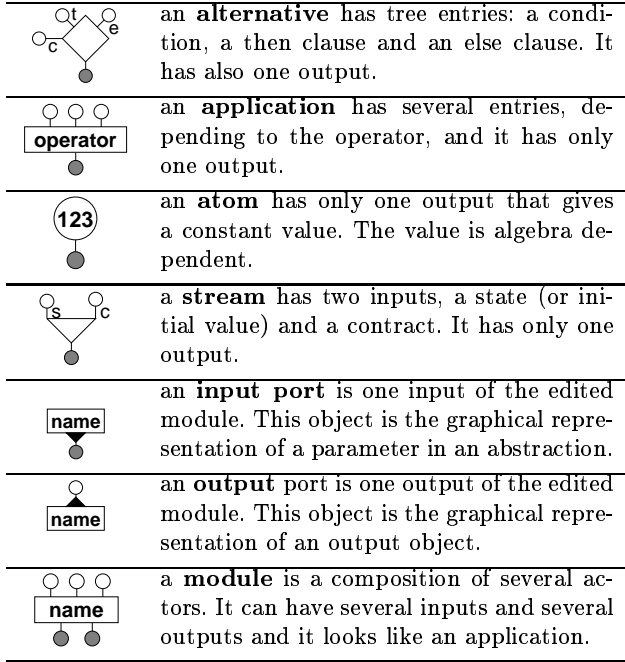 t
e
c
an alternative has tree entries: a condi-
tion, a then clause and an else clause. It
has also one output.
operator
an application has several entries, de-
pending to the operator, and it has only
one output.
123
an atom has only one output that gives
a constant value. The value is algebra de-
pendent.
s
c
a stream has two inputs, a state (or ini-
tial value) and a contract. It has only one
output.
name
an input port is one input of the edited
module. This object is the graphical repre-
sentation of a parameter in an abstraction.
name
an output port is one output of the edited
module. This object is the graphical repre-
sentation of an output object.
name
a module is a composition of several ac-
tors. It can have several inputs and several
outputs and it looks like an application.